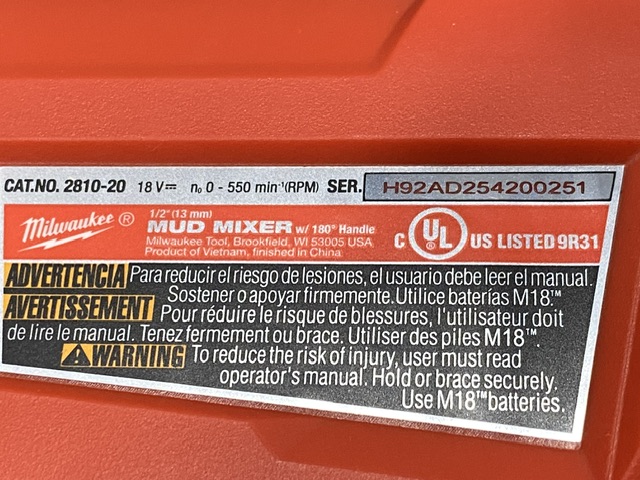 CAT.NO. 2810-20 18 V⎓ n₀ 0 - 550 min⁻¹(RPM) SER. H92AD254200251
Milwaukee ®
1/2" (13 mm)
MUD MIXER w/ 180° Handle
Milwaukee Tool, Brookfield, WI 53005 USA
Product of Vietnam, finished in China
C UL ® US LISTED 9R31
ADVERTENCIA Para reducir el riesgo de lesiones, el usuario debe leer el manual.
Sostener o apoyar firmemente. Utilice baterías M18™
AVERTISSEMENT Pour réduire le risque de blessures, l'utilisateur doit
de lire le manual. Tenez fermement ou brace. Utiliser des piles M18™.
WARNING To reduce the risk of injury, user must read
operator's manual. Hold or brace securely.
Use M18™batteries.